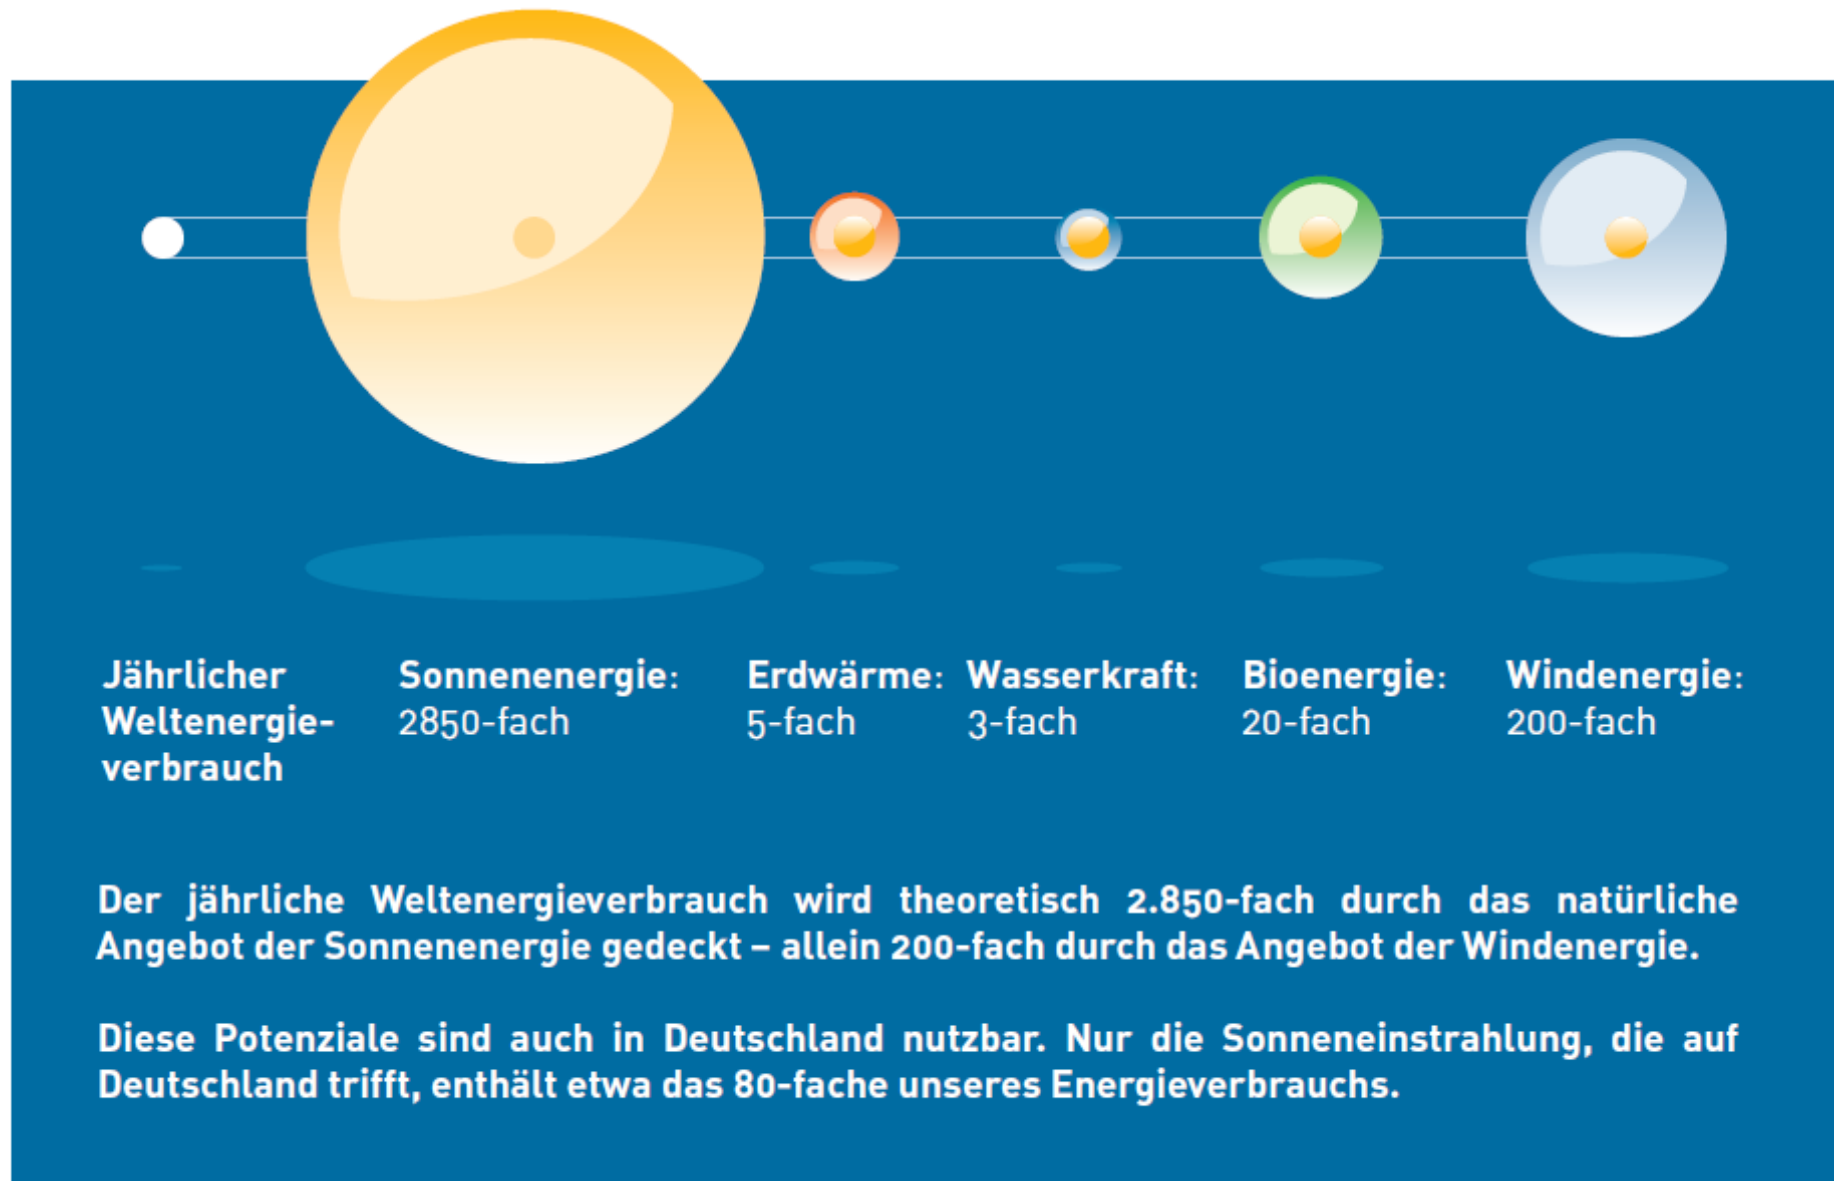 Jährlicher
Weltenergie-
verbrauch
Sonnenenergie:
2850-fach
Erdwärme:
5-fach
Wasserkraft:
3-fach
Bioenergie:
20-fach
Windenergie:
200-fach
Der jährliche Weltenergieverbrauch wird theoretisch 2.850-fach durch das natürliche
Angebot der Sonnenenergie gedeckt – allein 200-fach durch das Angebot der Windenergie.
Diese Potenziale sind auch in Deutschland nutzbar. Nur die Sonneneinstrahlung, die auf
Deutschland trifft, enthält etwa das 80-fache unseres Energieverbrauchs.